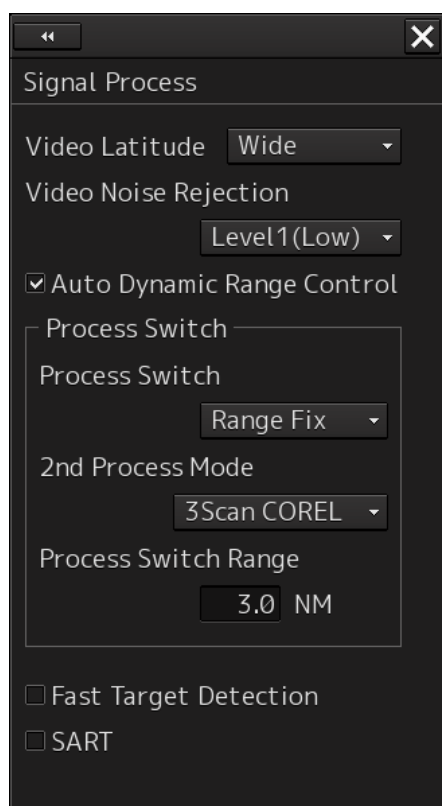 Signal Process
Video Latitude Wide
Video Noise Rejection
Level1(Low)
Auto Dynamic Range Control
Process Switch
Process Switch
Range Fix
2nd Process Mode
3Scan COREL
Process Switch Range
3.0 NM
Fast Target Detection
SART